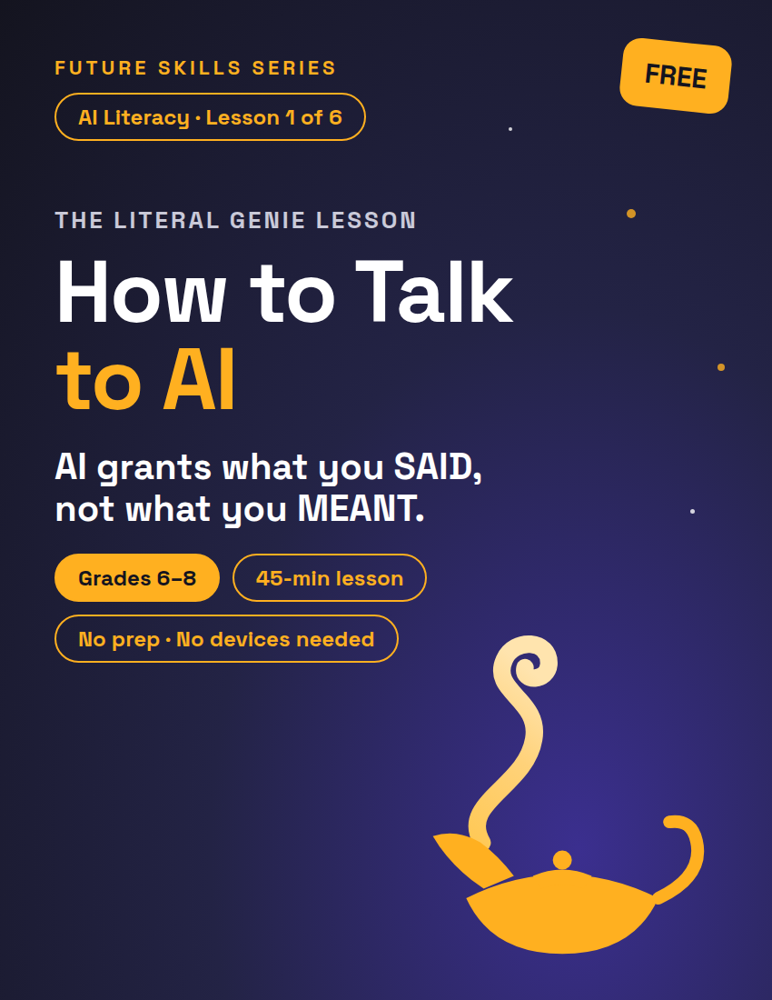 FUTURE SKILLS SERIES
FREE
AI Literacy · Lesson 1 of 6
THE LITERAL GENIE LESSON
How to Talk
to AI
AI grants what you SAID,
not what you MEANT.
Grades 6–8
45-min lesson
No prep · No devices needed